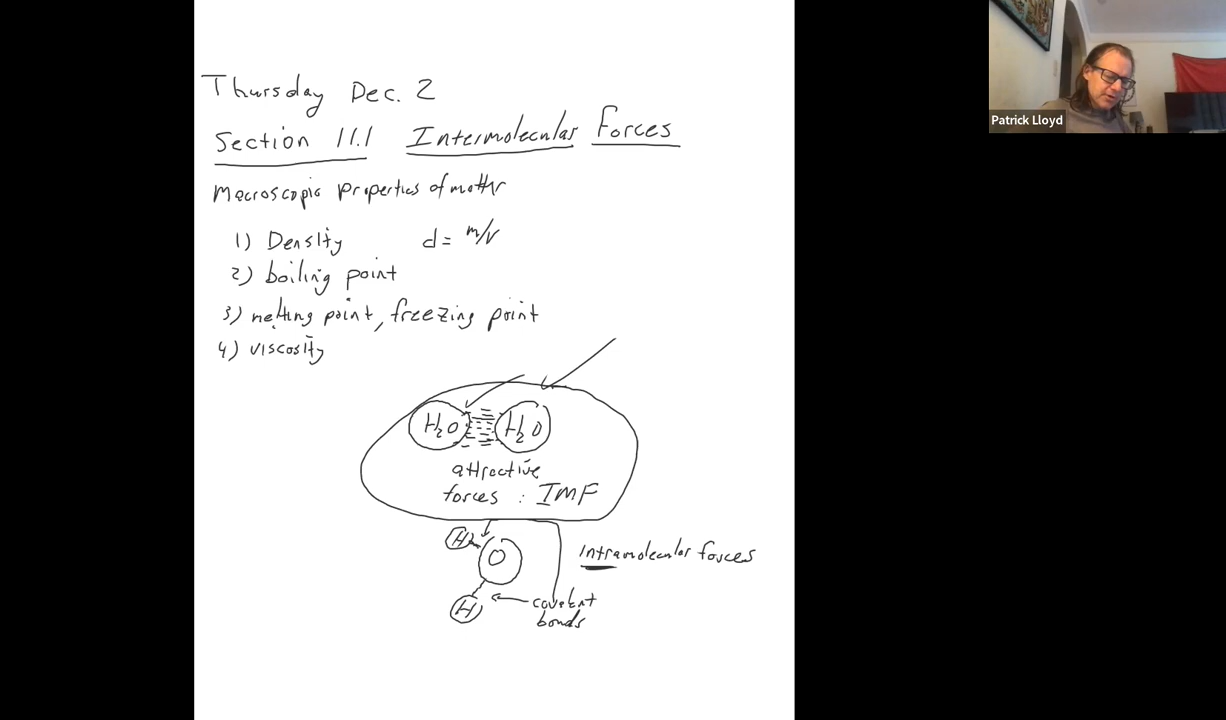 Thursday Dec. 2
Section 11.1 Intermolecular Forces
Macroscopic properties of matter
1) Density d = m/v
2) boiling point
3) melting point, freezing point
4) viscosity
H2O H2O
attractive
forces : IMF
H
O
intramolecular forces
H
covalent
bonds
Patrick Lloyd